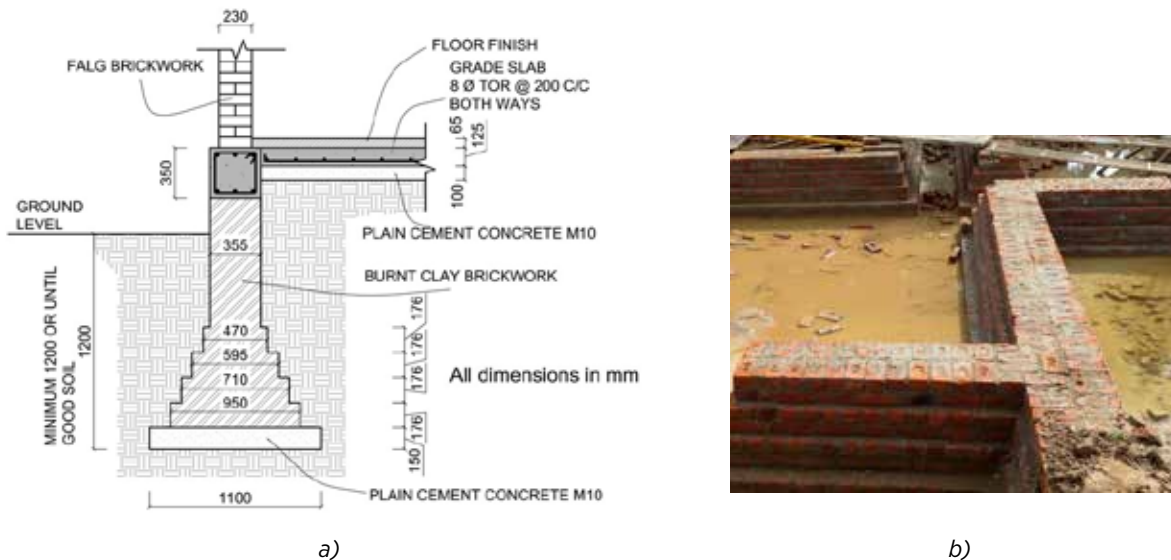 230
FLOOR FINISH
FALG BRICKWORK
GRADE SLAB
8 Ø TOR @ 200 C/C
BOTH WAYS
65
125
350
100
GROUND
LEVEL
PLAIN CEMENT CONCRETE M10
355
BURNT CLAY BRICKWORK
MINIMUM 1200 OR UNTIL
GOOD SOIL
1200
176
470
176
595
176
All dimensions in mm
710
950
176
150
PLAIN CEMENT CONCRETE M10
1100
a)
b)